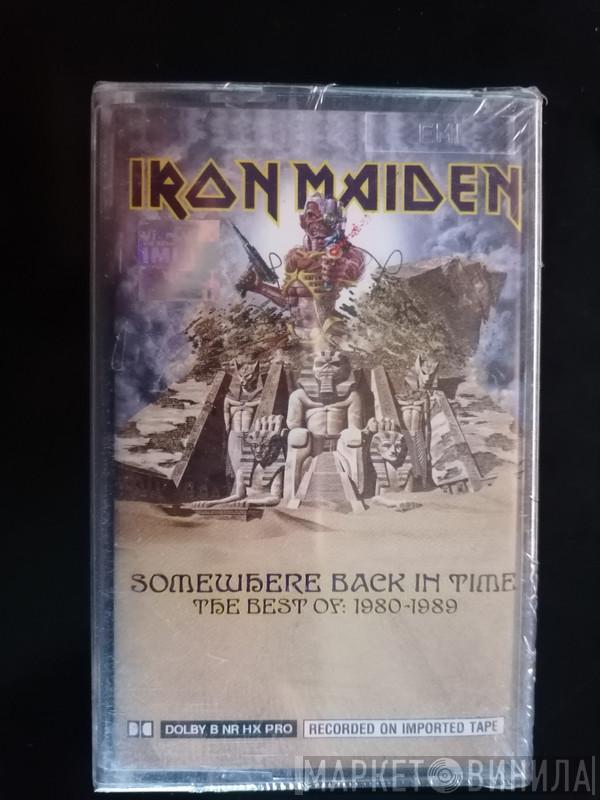 EMI
IRON MAIDEN
SOMEWHERE BACK IN TIME
THE BEST OF: 1980-1989
DOLBY B NR HX PRO
RECORDED ON IMPORTED TAPE
МАРКЕТ ВИНИЛА